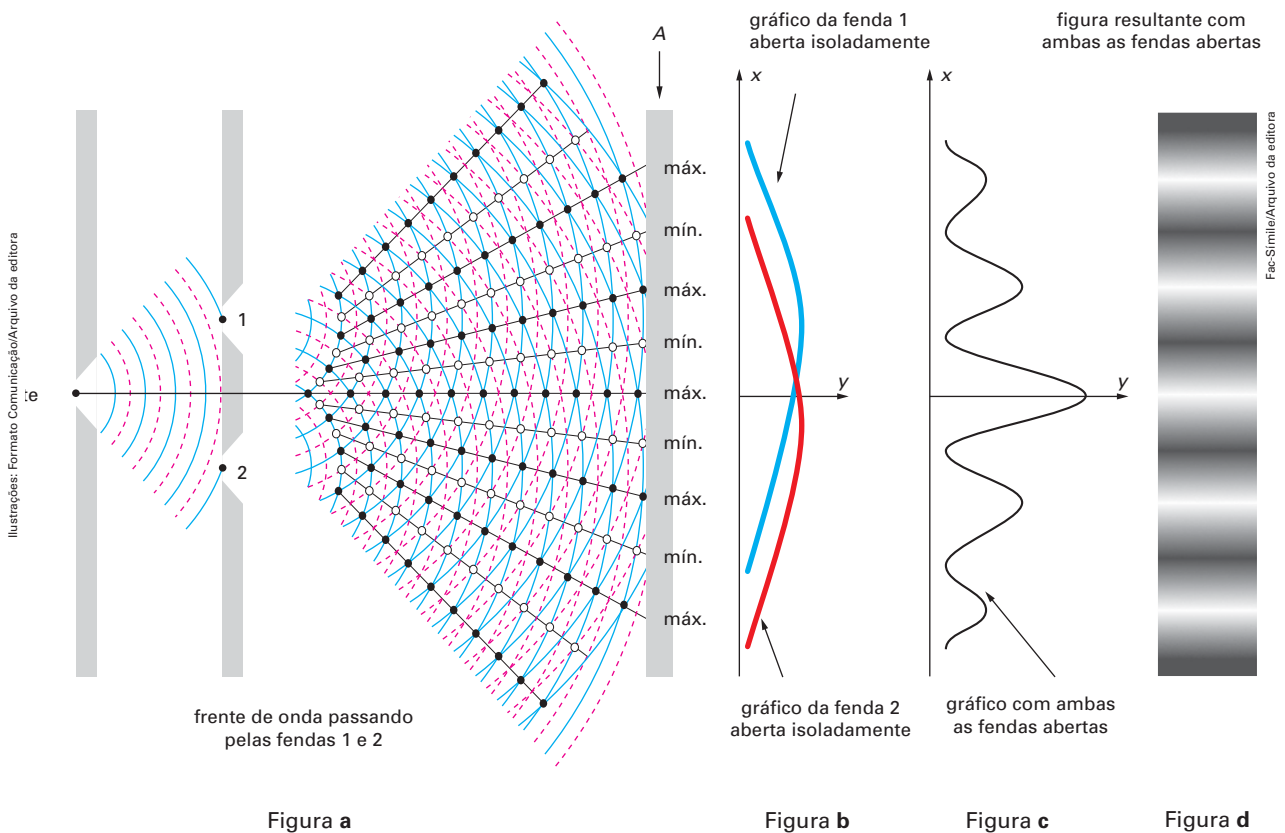 gráfico da fenda 1
aberta isoladamente
figura resultante com
ambas as fendas abertas
A
x
x
máx.
mín.
máx.
mín.
máx.
mín.
máx.
mín.
máx.
1
te
2
y
y
gráfico da fenda 2
aberta isoladamente
gráfico com ambas
as fendas abertas
frente de onda passando
pelas fendas 1 e 2
Figura a
Figura b
Figura c
Figura d
Ilustrações: Formato Comunicação/Arquivo da editora
Fac-Símile/Arquivo da editora